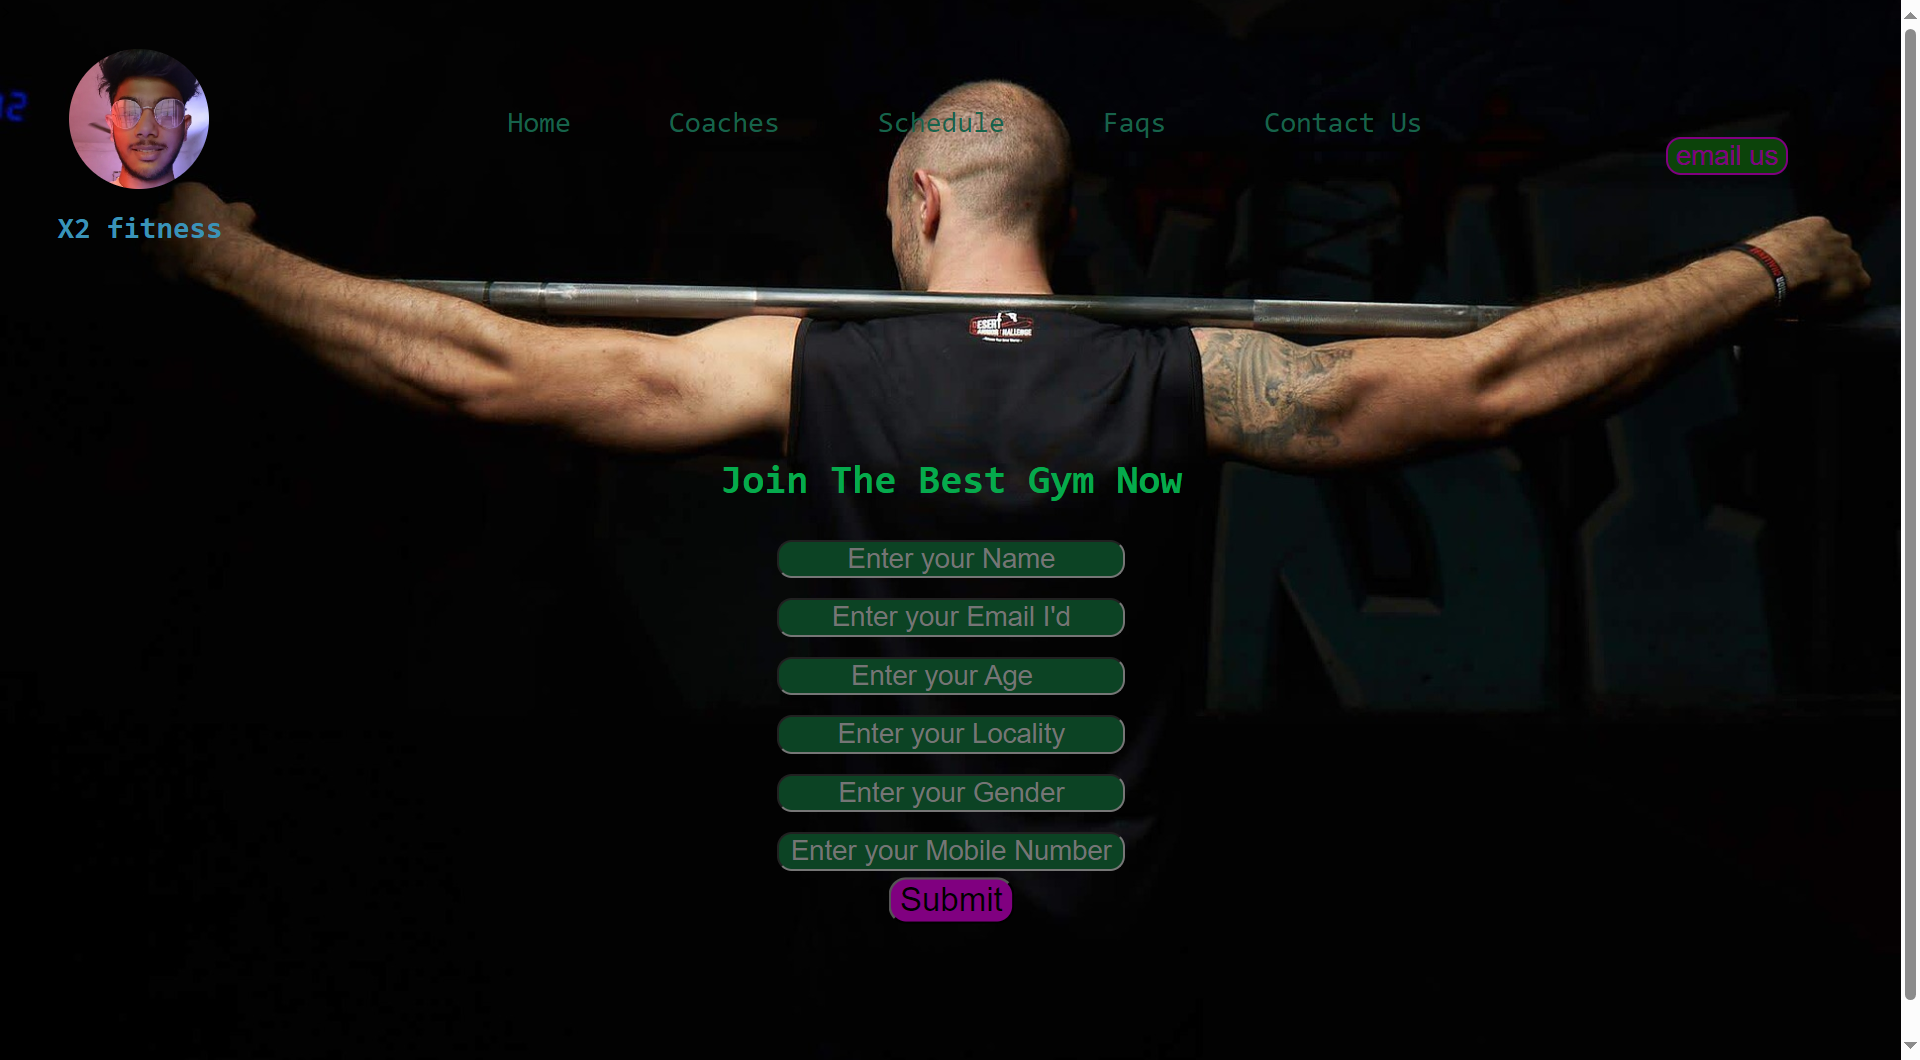 Home Coaches Schedule Faqs Contact Us
email us
X2 fitness
CHALLENGE
Join The Best Gym Now
Enter your Name
Enter your Email I'd
Enter your Age
Enter your Locality
Enter your Gender
Enter your Mobile Number
Submit